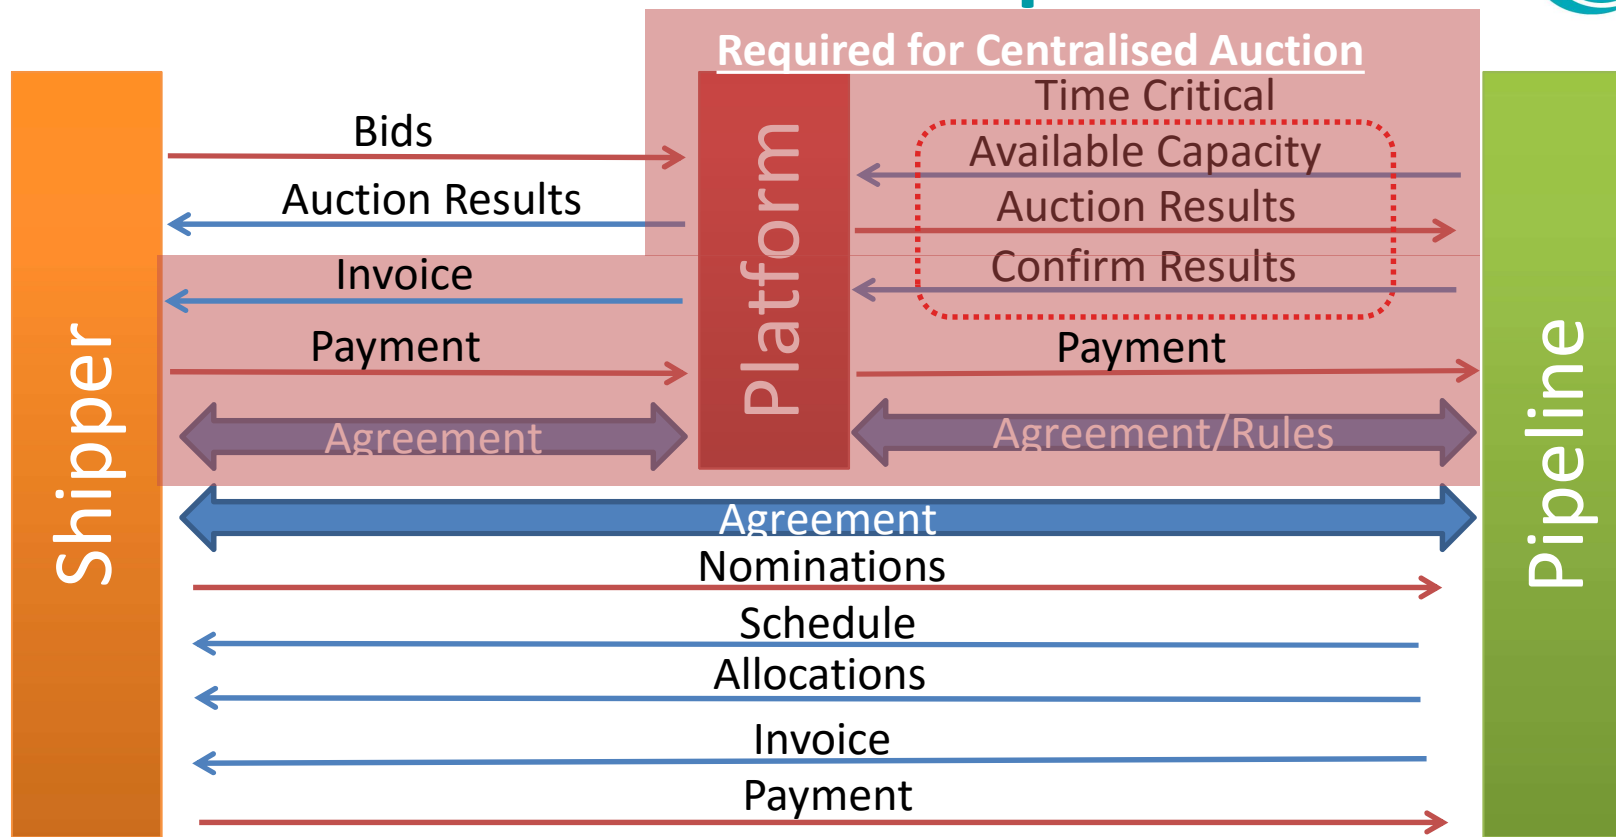 Required for Centralised Auction
Time Critical
Bids
Available Capacity
Auction Results
Auction Results
Invoice
Confirm Results
Payment
Payment
Agreement
Agreement/Rules
Shipper
Platform
Pipeline
Agreement
Nominations
Schedule
Allocations
Invoice
Payment